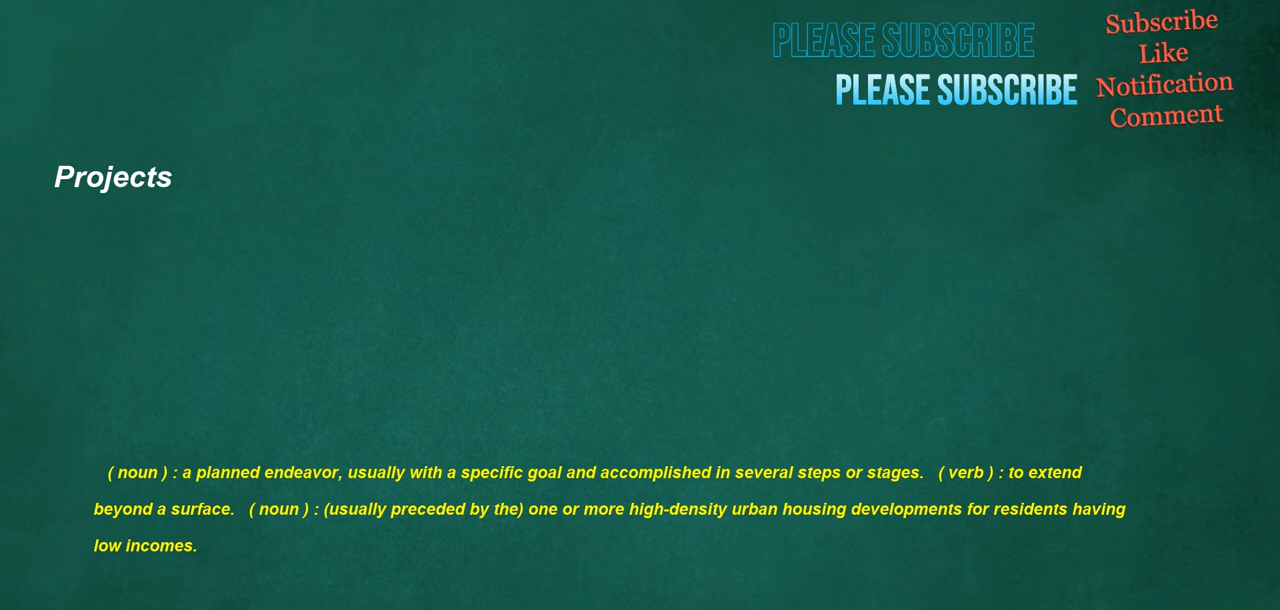 PLEASE SUBSCRIBE
PLEASE SUBSCRIBE
Subscribe
Like
Notification
Comment
Projects
( noun ) : a planned endeavor, usually with a specific goal and accomplished in several steps or stages. ( verb ) : to extend
beyond a surface. ( noun ) : (usually preceded by the) one or more high-density urban housing developments for residents having
low incomes.